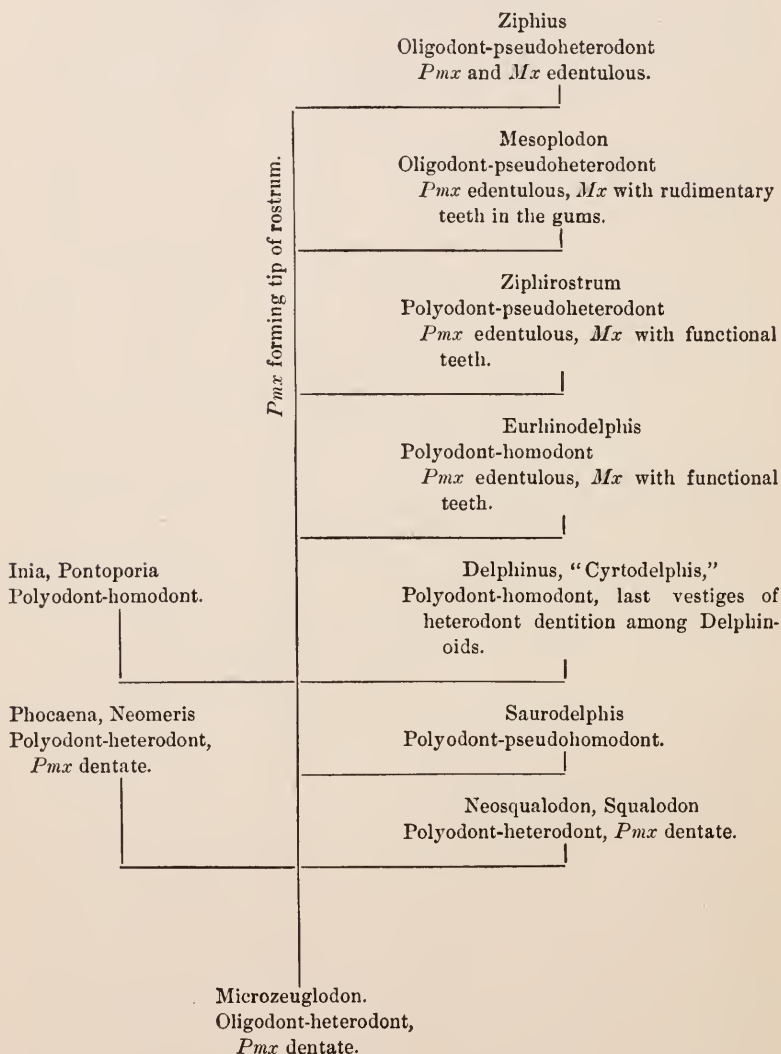 Ziphius
Oligodont-pseudoheterodont
Pmx and Mx edentulous.
Mesoplodon
Oligodont-pseudoheterodont
Pmx edentulous, Mx with rudimentary
teeth in the gums.
Pmx forming tip of rostrum.
Ziphirostrum
Polyodont-pseudoheterodont
Pmx edentulous, Mx with functional
teeth.
Eurhinodelphis
Polyodont-homodont
Pmx edentulous, Mx with functional
teeth.
Inia, Pontoporia
Polyodont-homodont.
Delphinus, "Cyrtodelphis,"
Polyodont-homodont, last vestiges of
heterodont dentition among Delphin-
oids.
Phocaena, Neomeris
Polyodont-heterodont,
Pmx dentate.
Saurodelphis
Polyodont-pseudohomodont.
Neosqualodon, Squalodon
Polyodont-heterodont, Pmx dentate.
Microzeuglodon.
Oligodont-heterodont,
Pmx dentate.